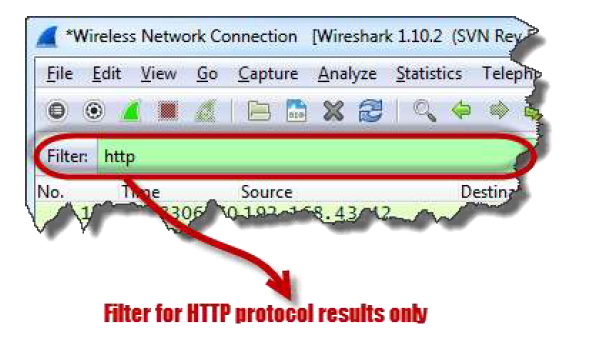 *Wireless Network Connection [Wireshark 1.10.2 (SVN Rev
File Edit View Go Capture Analyze Statistics Teleph
Filter: http
No. Time Source Destina
Filter for HTTP protocol results only